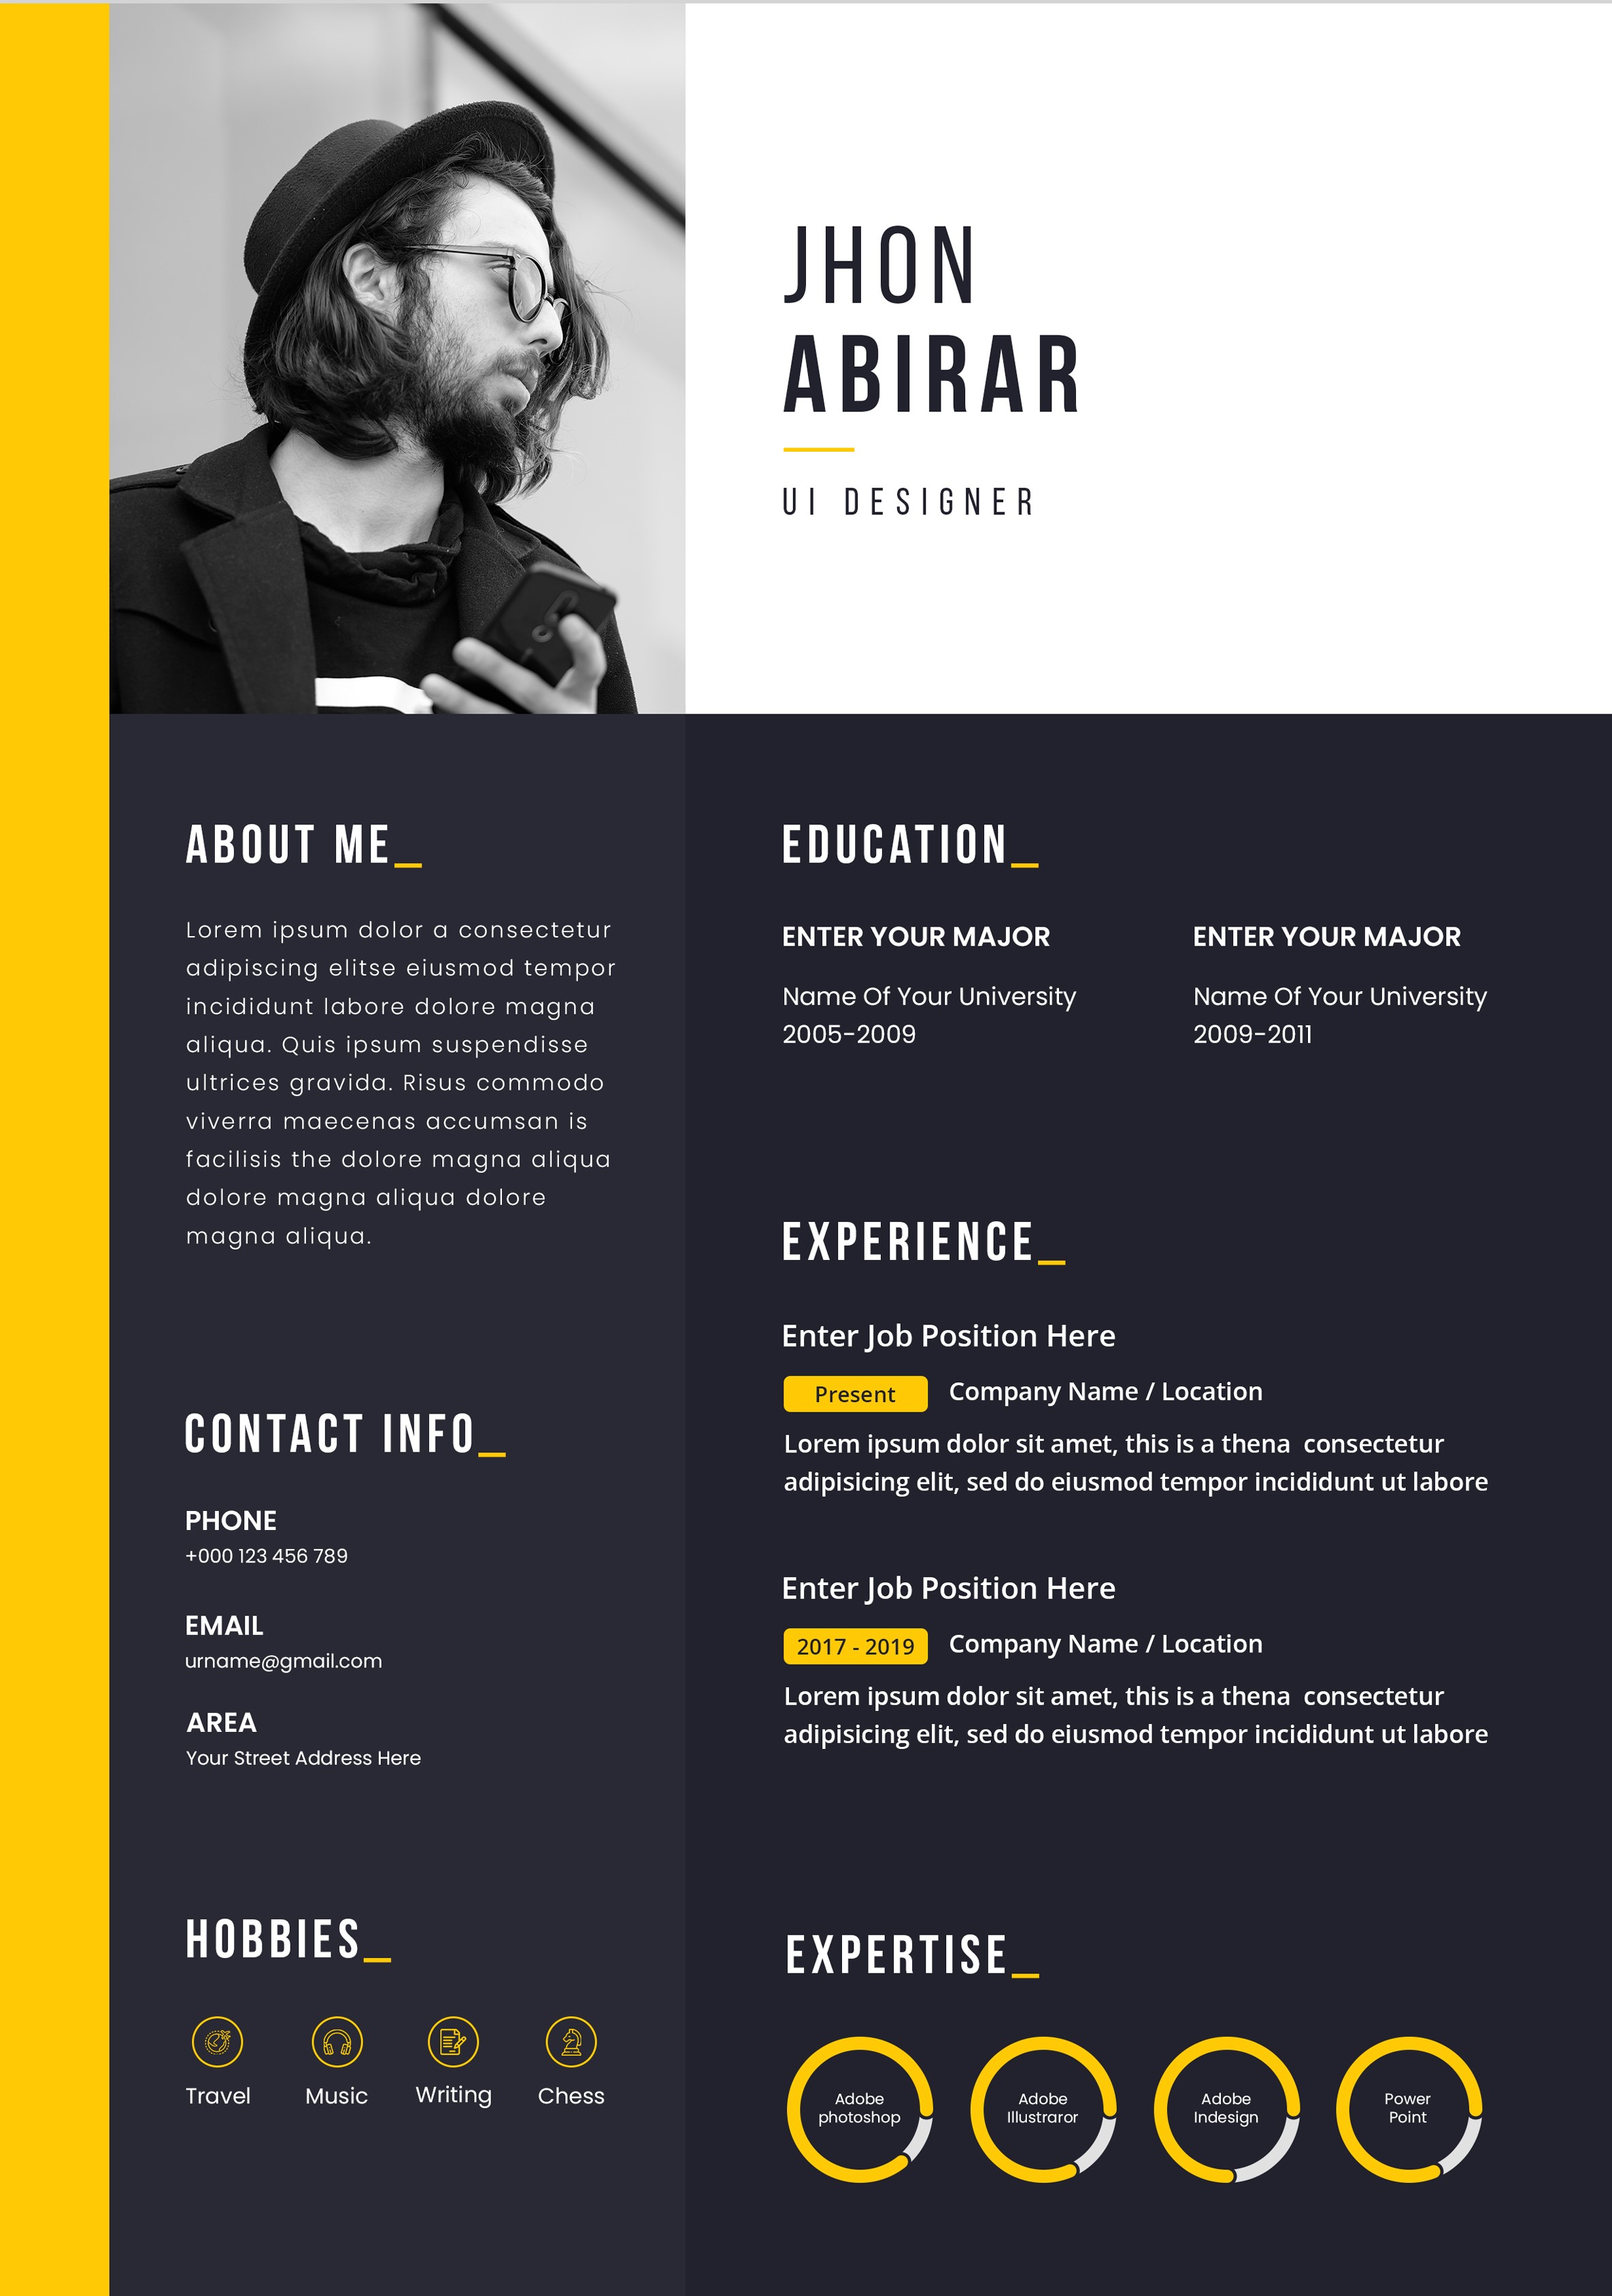 JHON
ABIRAR
UI DESIGNER
ABOUT ME_
Lorem ipsum dolor a consectetur
adipiscing elitse eiusmod tempor
incididunt labore dolore magna
aliqua. Quis ipsum suspendisse
ultrices gravida. Risus commodo
viverra maecenas accumsan is
facilisis the dolore magna aliqua
dolore magna aliqua dolore
magna aliqua.
CONTACT INFO_
PHONE
+000 123 456 789
EMAIL
urname@gmail.com
AREA
Your Street Address Here
HOBBIES_
Travel
Music
Writing
Chess
EDUCATION_
ENTER YOUR MAJOR
Name Of Your University
2005-2009
ENTER YOUR MAJOR
Name Of Your University
2009-2011
EXPERIENCE_
Enter Job Position Here
Present
Company Name / Location
Lorem ipsum dolor sit amet, this is a thena  consectetur
adipisicing elit, sed do eiusmod tempor incididunt ut labore
Enter Job Position Here
2017 - 2019
Company Name / Location
Lorem ipsum dolor sit amet, this is a thena  consectetur
adipisicing elit, sed do eiusmod tempor incididunt ut labore
EXPERTISE_
Adobe
photoshop
Adobe
Illustraror
Adobe
Indesign
Power
Point